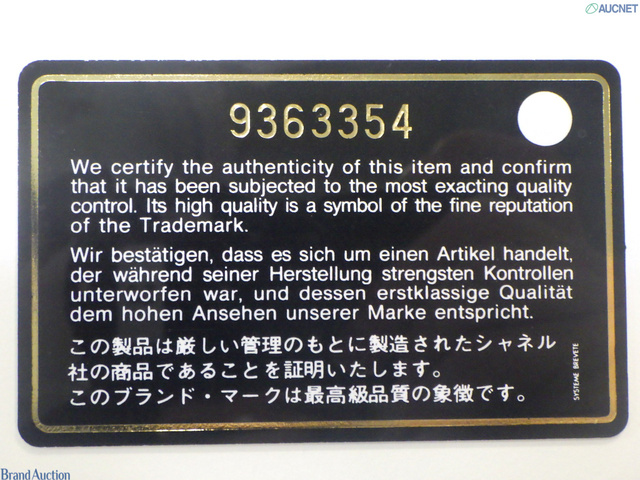 AUCNET
9363354
We certify the authenticity of this item and confirm
that it has been subjected to the most exacting quality
control. Its high quality is a symbol of the fine reputation
of the Trademark.
Wir bestätigen, dass es sich um einen Artikel handelt,
der während seiner Herstellung strengsten Kontrollen
unterworfen war, und dessen erstklassige Qualität
dem hohen Ansehen unserer Marke entspricht.
この製品は厳しい管理のもとに製造されたシャネル
社の商品であることを証明いたします。
このブランド・マークは最高級品質の象徴です。
SYSTEME BREVETE
Brand Auction